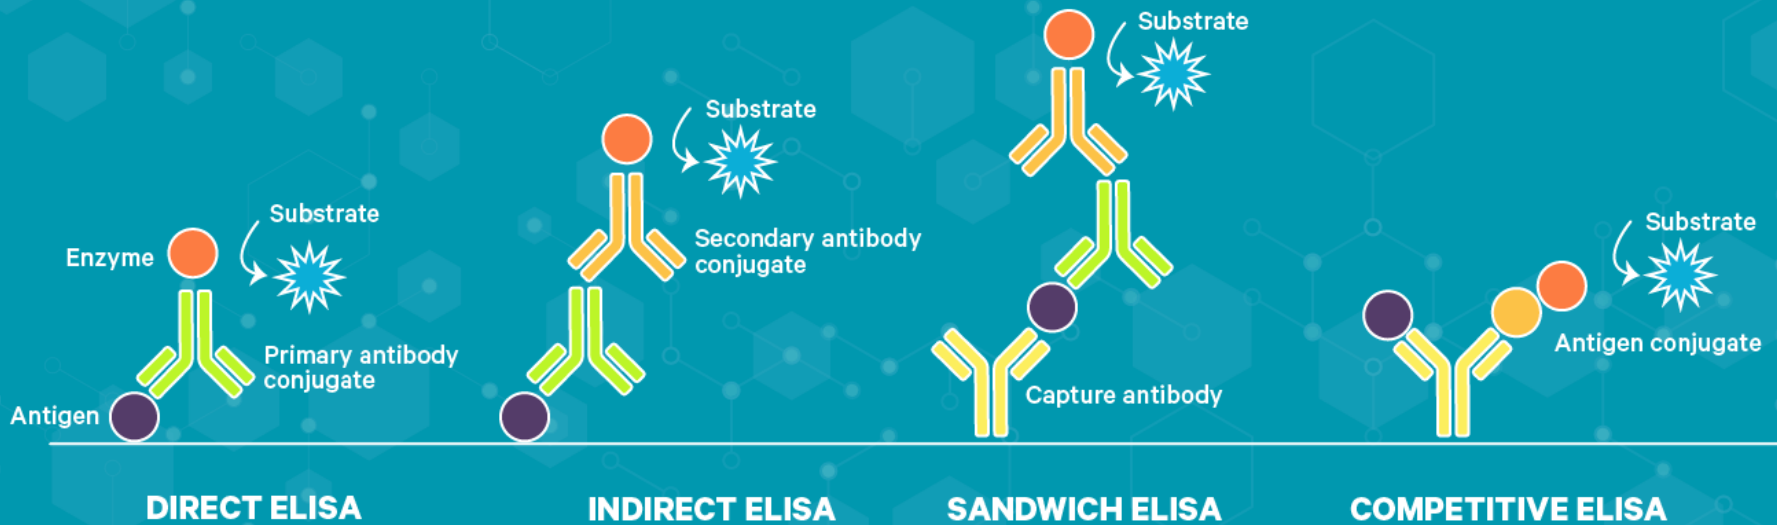 Substrate
Enzyme
Primary antibody
conjugate
Antigen
DIRECT ELISA
Substrate
Secondary antibody
conjugate
INDIRECT ELISA
Substrate
Capture antibody
SANDWICH ELISA
Substrate
Antigen conjugate
COMPETITIVE ELISA